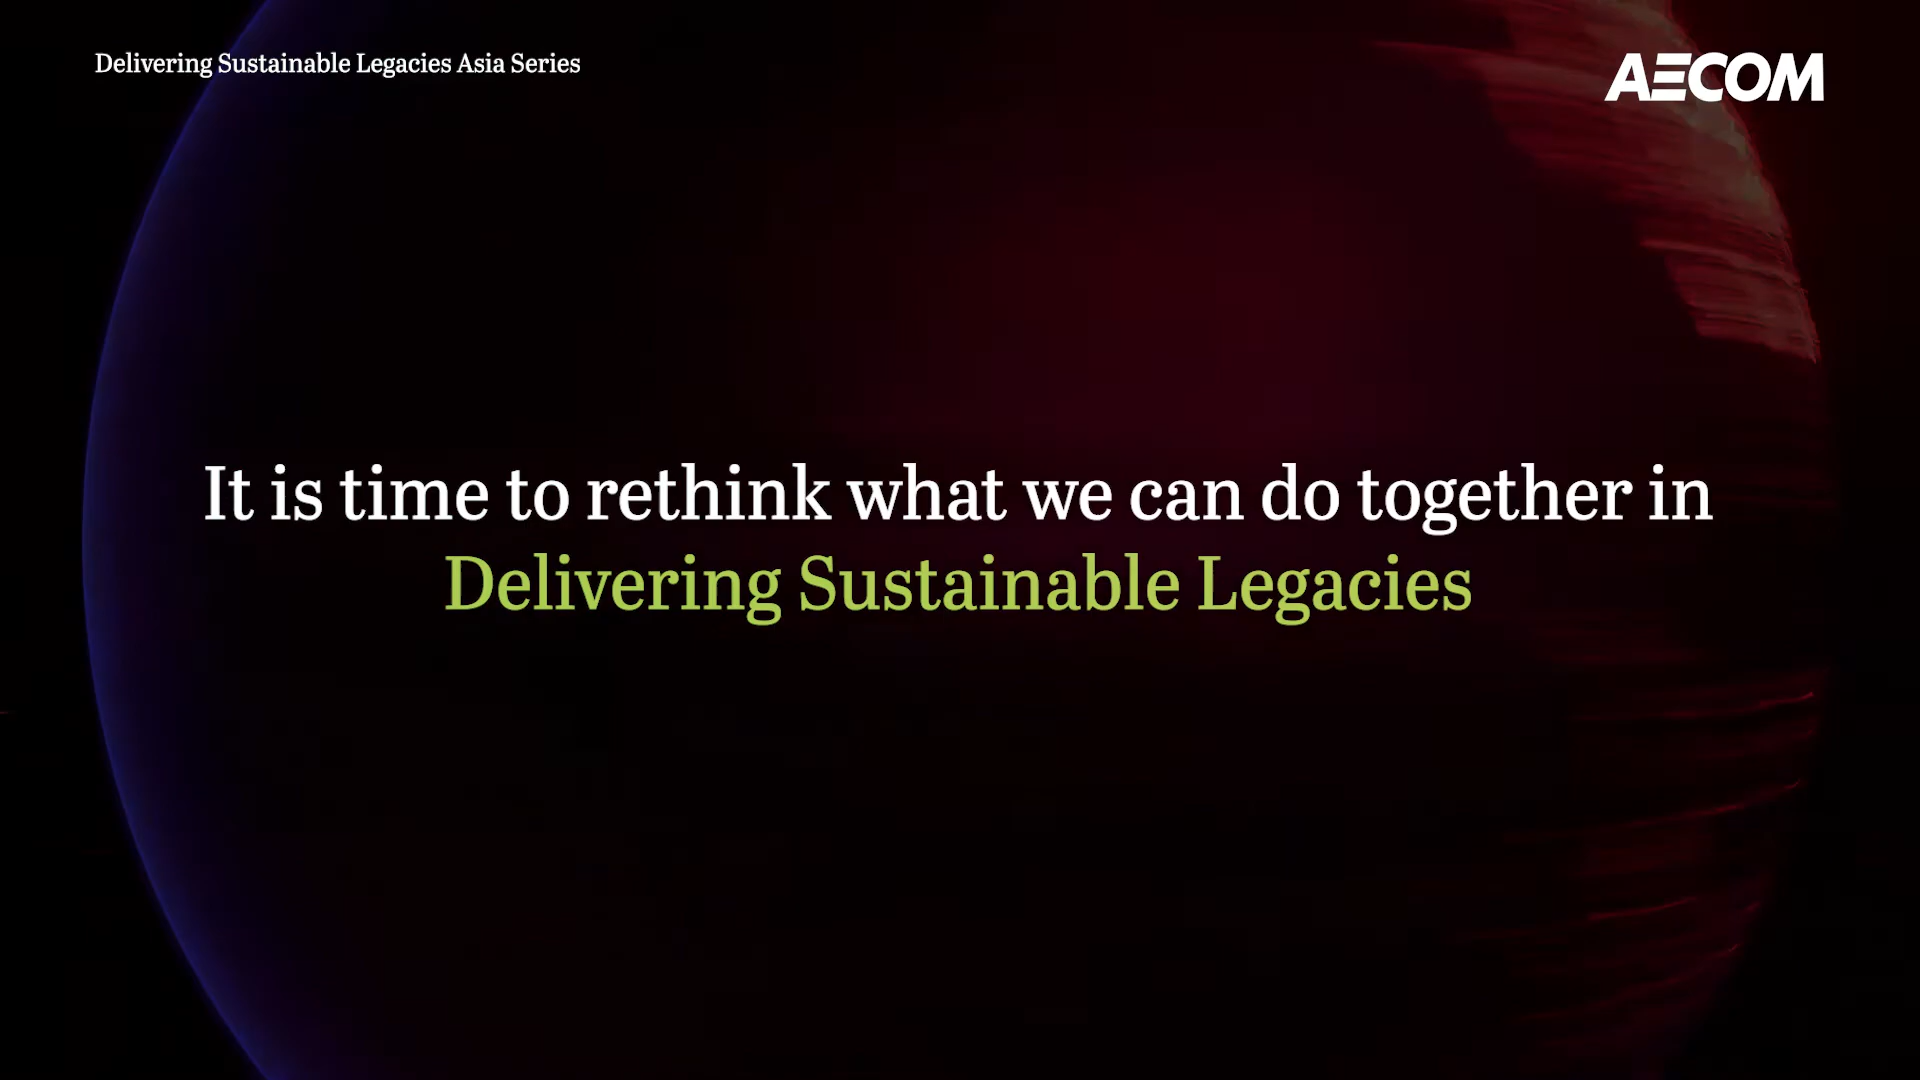 Delivering Sustainable Legacies Asia Series
AECOM
It is time to rethink what we can do together in
Delivering Sustainable Legacies